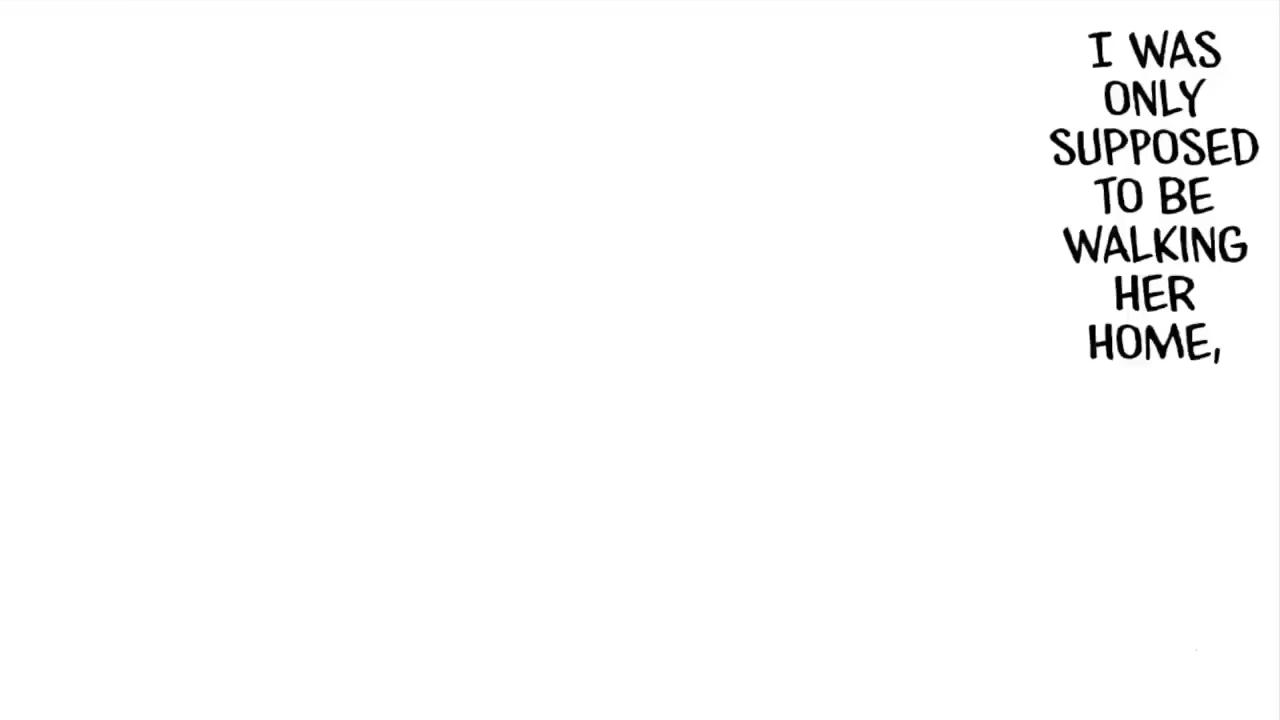 I WAS
ONLY
SUPPOSED
TO BE
WALKING
HER
HOME,